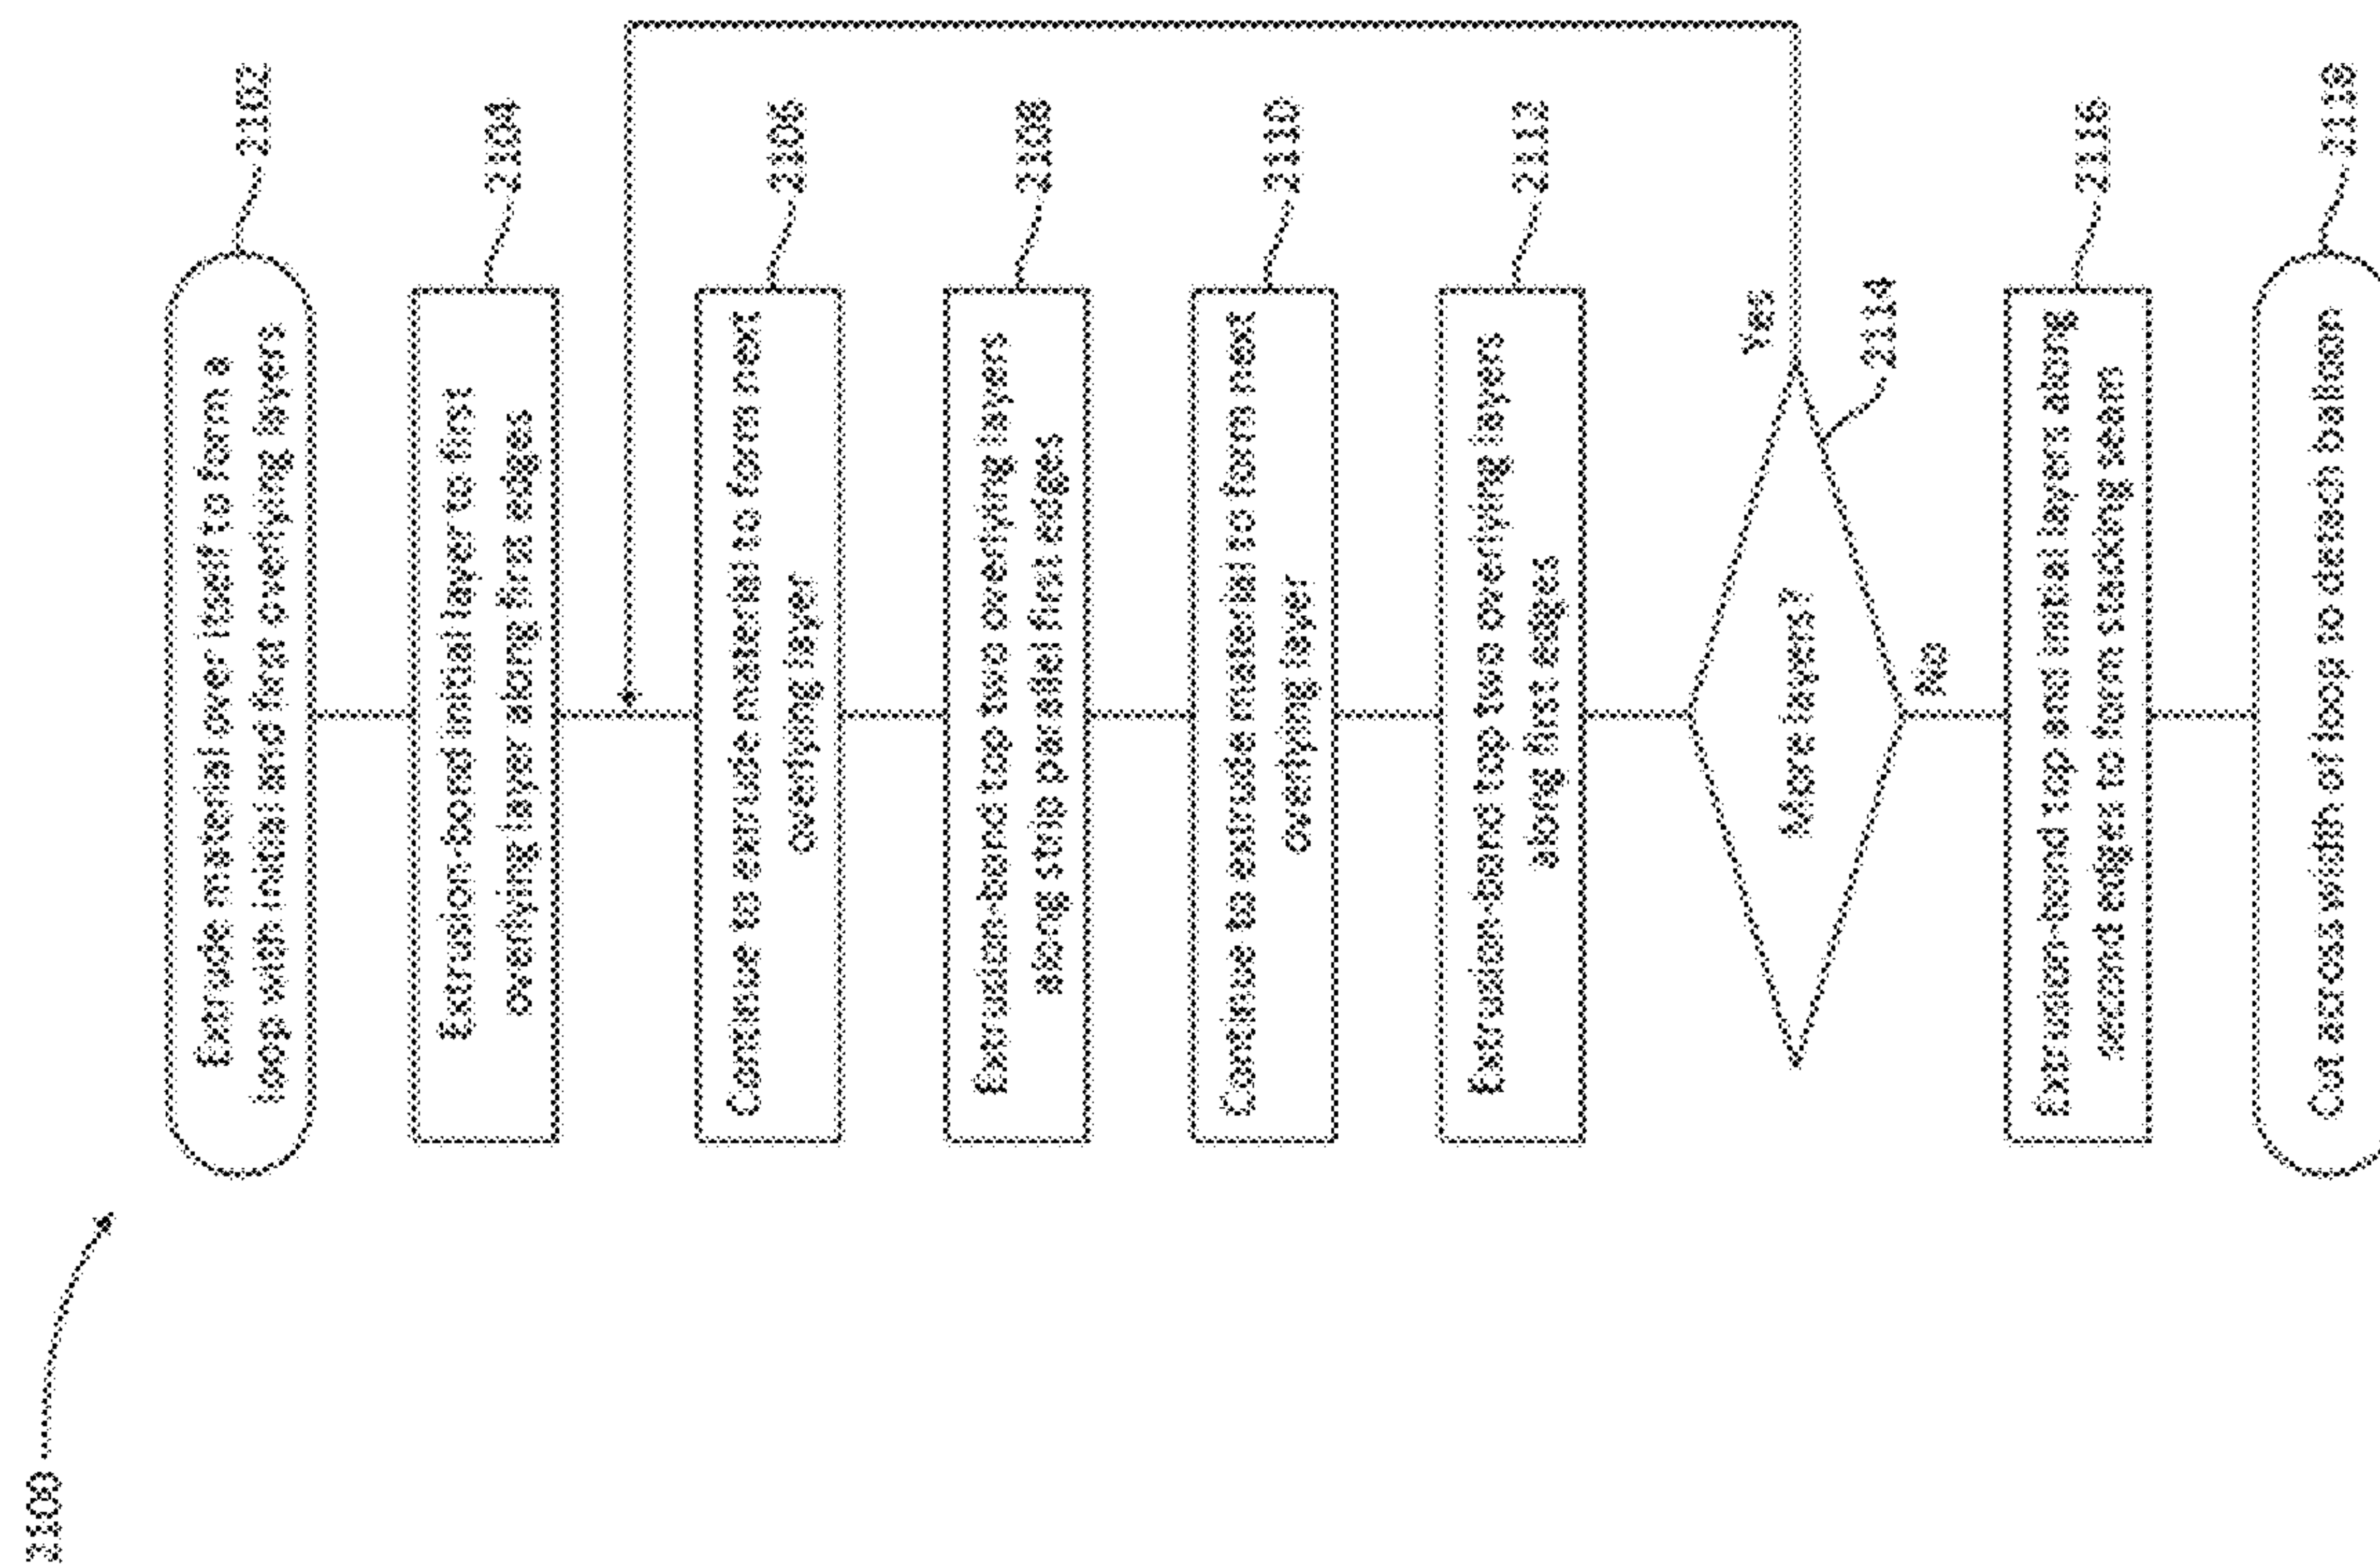 2100
Extrude material over itself to form a
loop with initial and first overlying layers
2102
Extrusion-bond initial layer to first
overlying layer along first edges
2104
Continue to extrude material to form next
overlying layer
2106
Extrusion-bond top two overlying layers
along strip parallel first edges
2108
Continue to extrude material to form next
overlying layer
2110
Extrusion-bond top two overlying layers
along first edges
2113
More layers?
Yes
2114
No
Extrusion-bond top and initial layers along
second edges to form standing seam
2116
Cut across width of loop to detach balloon
2118